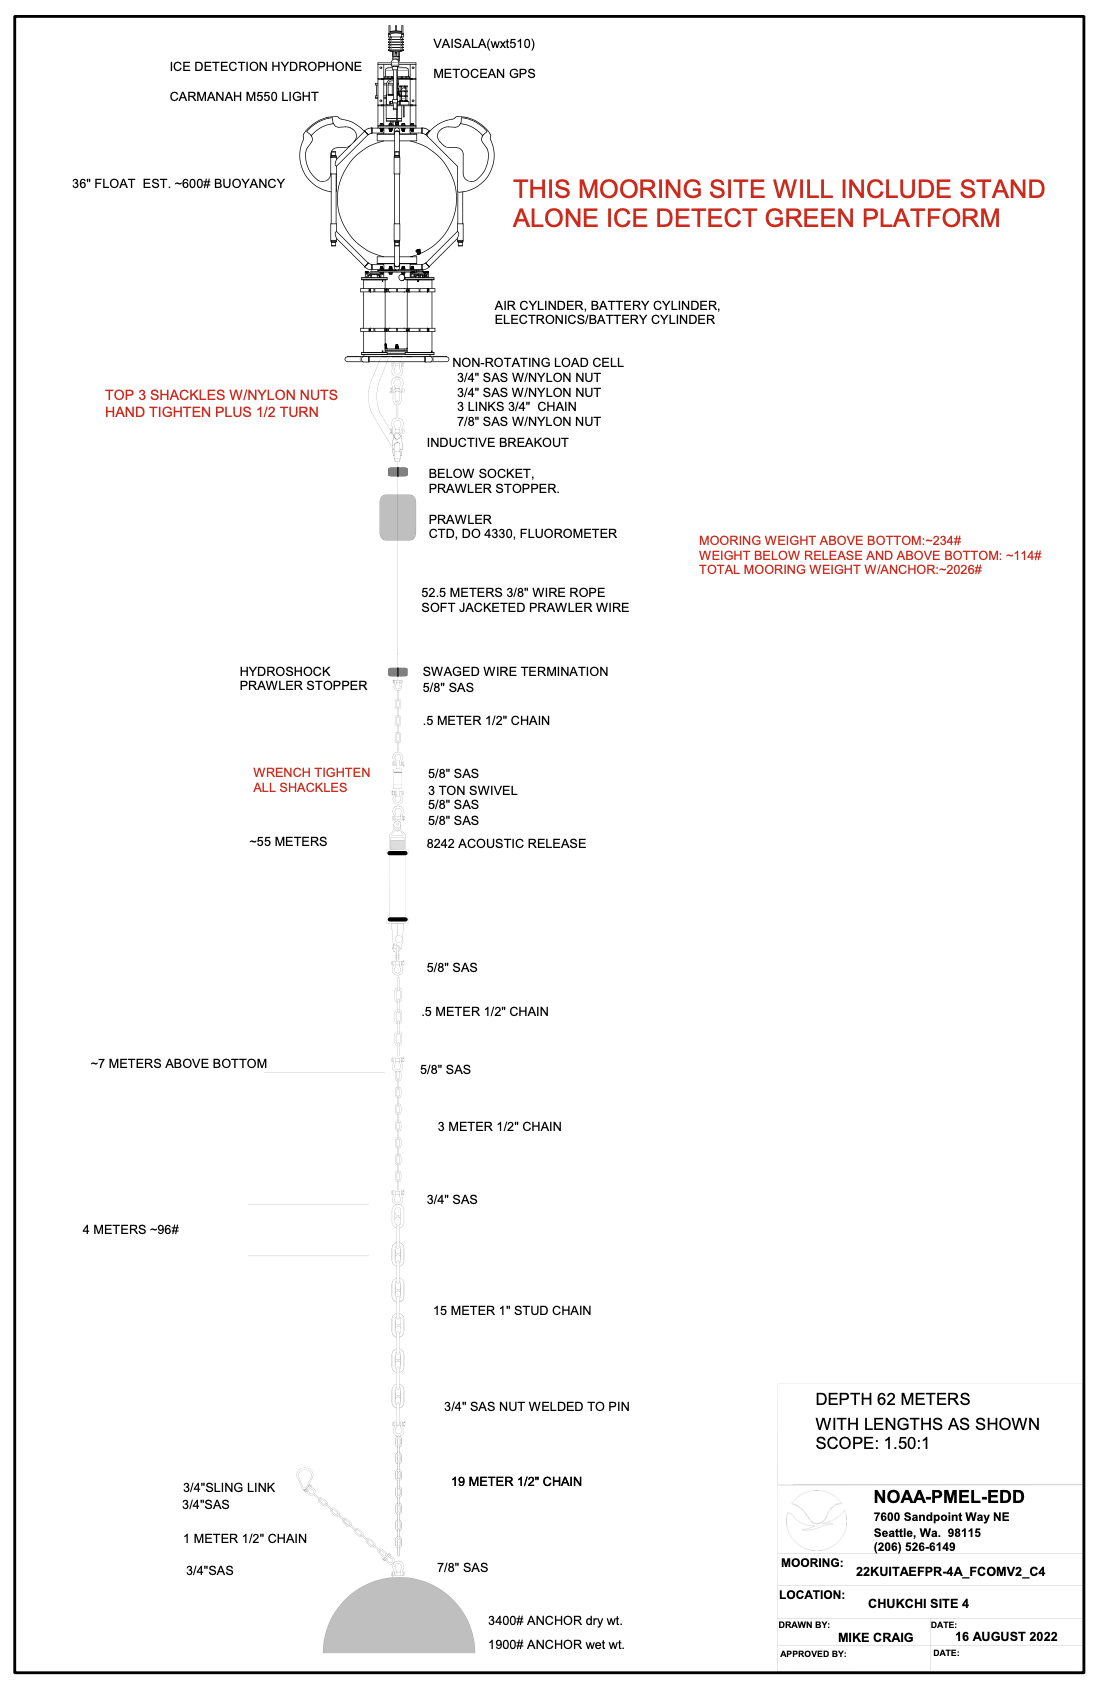 VAISALA(wxt510)
ICE DETECTION HYDROPHONE
METOCEAN GPS
CARMANAH M550 LIGHT
36" FLOAT EST. ~600# BUOYANCY
THIS MOORING SITE WILL INCLUDE STAND
ALONE ICE DETECT GREEN PLATFORM
AIR CYLINDER, BATTERY CYLINDER,
ELECTRONICS/BATTERY CYLINDER
NON-ROTATING LOAD CELL
3/4" SAS W/NYLON NUT
3/4" SAS W/NYLON NUT
3 LINKS 3/4" CHAIN
7/8" SAS W/NYLON NUT
TOP 3 SHACKLES W/NYLON NUTS
HAND TIGHTEN PLUS 1/2 TURN
INDUCTIVE BREAKOUT
BELOW SOCKET,
PRAWLER STOPPER.
PRAWLER
CTD, DO 4330, FLUOROMETER
MOORING WEIGHT ABOVE BOTTOM:~234#
WEIGHT BELOW RELEASE AND ABOVE BOTTOM: ~114#
TOTAL MOORING WEIGHT W/ANCHOR:~2026#
52.5 METERS 3/8" WIRE ROPE
SOFT JACKETED PRAWLER WIRE
HYDROSHOCK
PRAWLER STOPPER
SWAGED WIRE TERMINATION
5/8" SAS
.5 METER 1/2" CHAIN
WRENCH TIGHTEN
ALL SHACKLES
5/8" SAS
3 TON SWIVEL
5/8" SAS
5/8" SAS
~55 METERS
8242 ACOUSTIC RELEASE
5/8" SAS
.5 METER 1/2" CHAIN
~7 METERS ABOVE BOTTOM
5/8" SAS
3 METER 1/2" CHAIN
3/4" SAS
4 METERS ~96#
15 METER 1" STUD CHAIN
3/4" SAS NUT WELDED TO PIN
19 METER 1/2" CHAIN
3/4"SLING LINK
3/4"SAS
1 METER 1/2" CHAIN
3/4"SAS
7/8" SAS
3400# ANCHOR dry wt.
1900# ANCHOR wet wt.
DEPTH 62 METERS
WITH LENGTHS AS SHOWN
SCOPE: 1.50:1
NOAA-PMEL-EDD
7600 Sandpoint Way NE
Seattle, Wa. 98115
(206) 526-6149
MOORING: 22KUITAEFPR-4A_FCOMV2_C4
LOCATION: CHUKCHI SITE 4
DRAWN BY: MIKE CRAIG
DATE: 16 AUGUST 2022
APPROVED BY:
DATE: